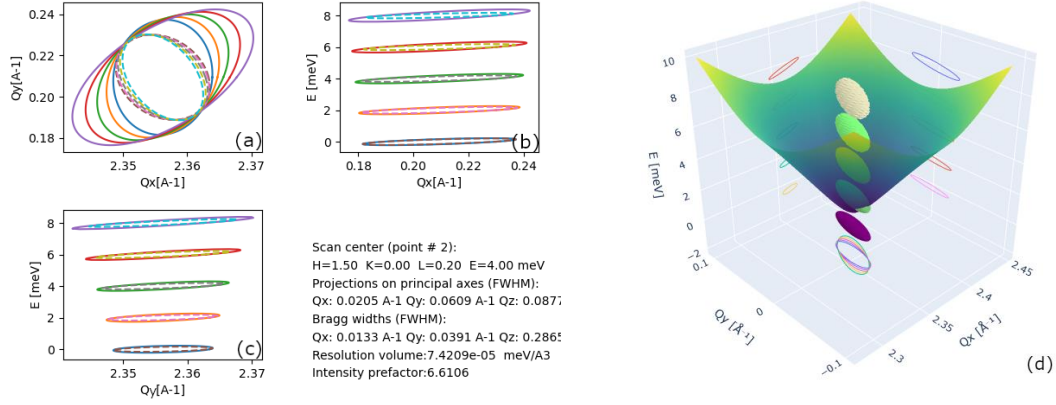 0.24
0.22
0.20
0.18
Qy[A-1]
2.35
2.36
2.37
Qx[A-1]
(a)
8
6
4
2
0
E [meV]
0.18
0.20
0.22
0.24
Qx[A-1]
(b)
8
6
4
2
0
E [meV]
2.35
2.36
2.37
Qy[A-1]
(c)
Scan center (point # 2):
H=1.50 K=0.00 L=0.20 E=4.00 meV
Projections on principal axes (FWHM):
Qx: 0.0205 A-1 Qy: 0.0609 A-1 Qz: 0.0877
Bragg widths (FWHM):
Qx: 0.0133 A-1 Qy: 0.0391 A-1 Qz: 0.2865
Resolution volume:7.4209e-05 meV/A3
Intensity prefactor:6.6106
10
8
6
4
2
0
−2
E [meV]
0.1
0
−0.1
Qy [Å⁻¹]
2.3
2.35
2.4
2.45
Qx [Å⁻¹]
(d)